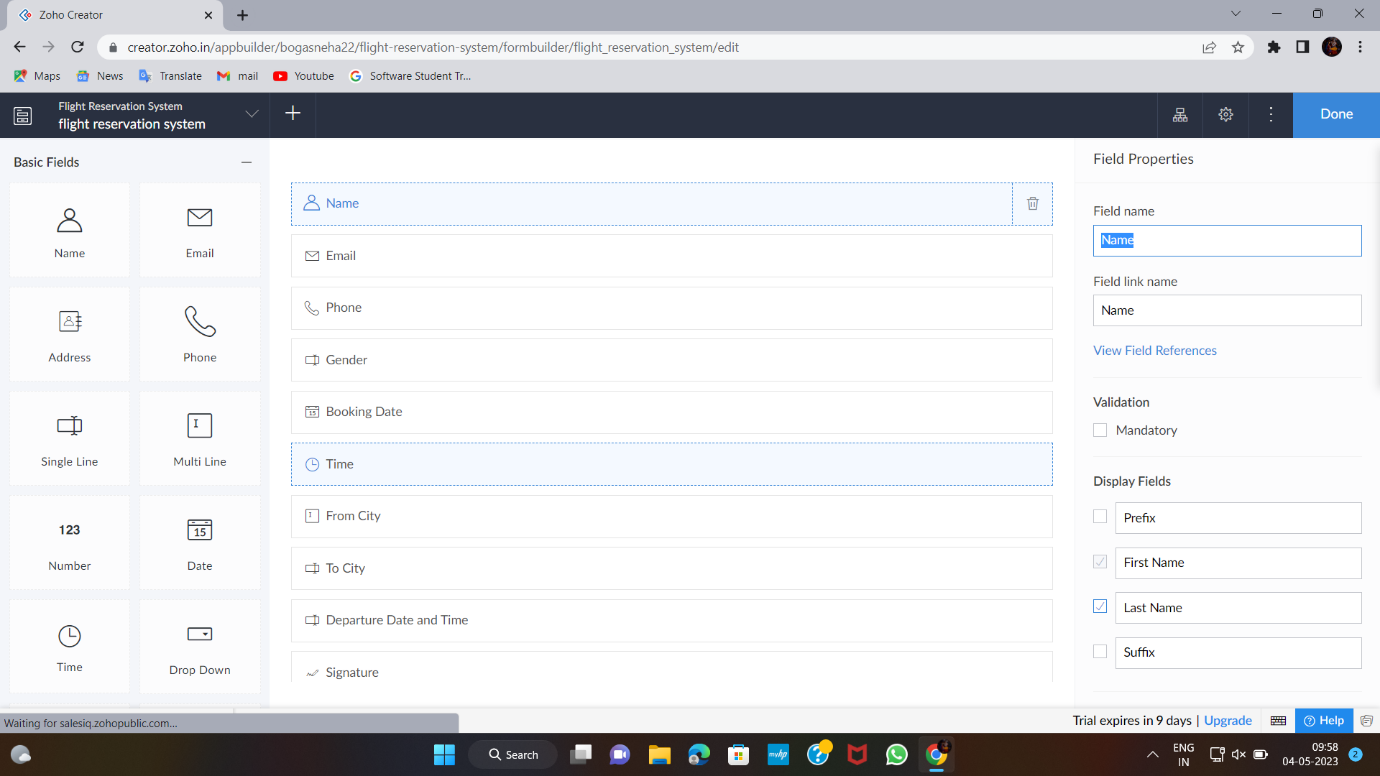 Zoho Creator
creator.zoho.in/appbuilder/bogasneha22/flight-reservation-system/formbuilder/flight_reservation_system/edit
Maps News Translate mail Youtube Software Student Tr...
Flight Reservation System
flight reservation system
Done
Basic Fields
Name
Email
Address
Phone
Single Line
I
Multi Line
123
Number
15
Date
Time
Drop Down
Name
Email
Phone
Gender
15 Booking Date
Time
From City
To City
Departure Date and Time
Signature
Field Properties
Field name
Name
Field link name
Name
View Field References
Validation
Mandatory
Display Fields
Prefix
First Name
Last Name
Suffix
Waiting for salesiq.zohopublic.com...
Trial expires in 9 days | Upgrade
? Help
Search
myhp
ENG
IN
09:58
04-05-2023
2